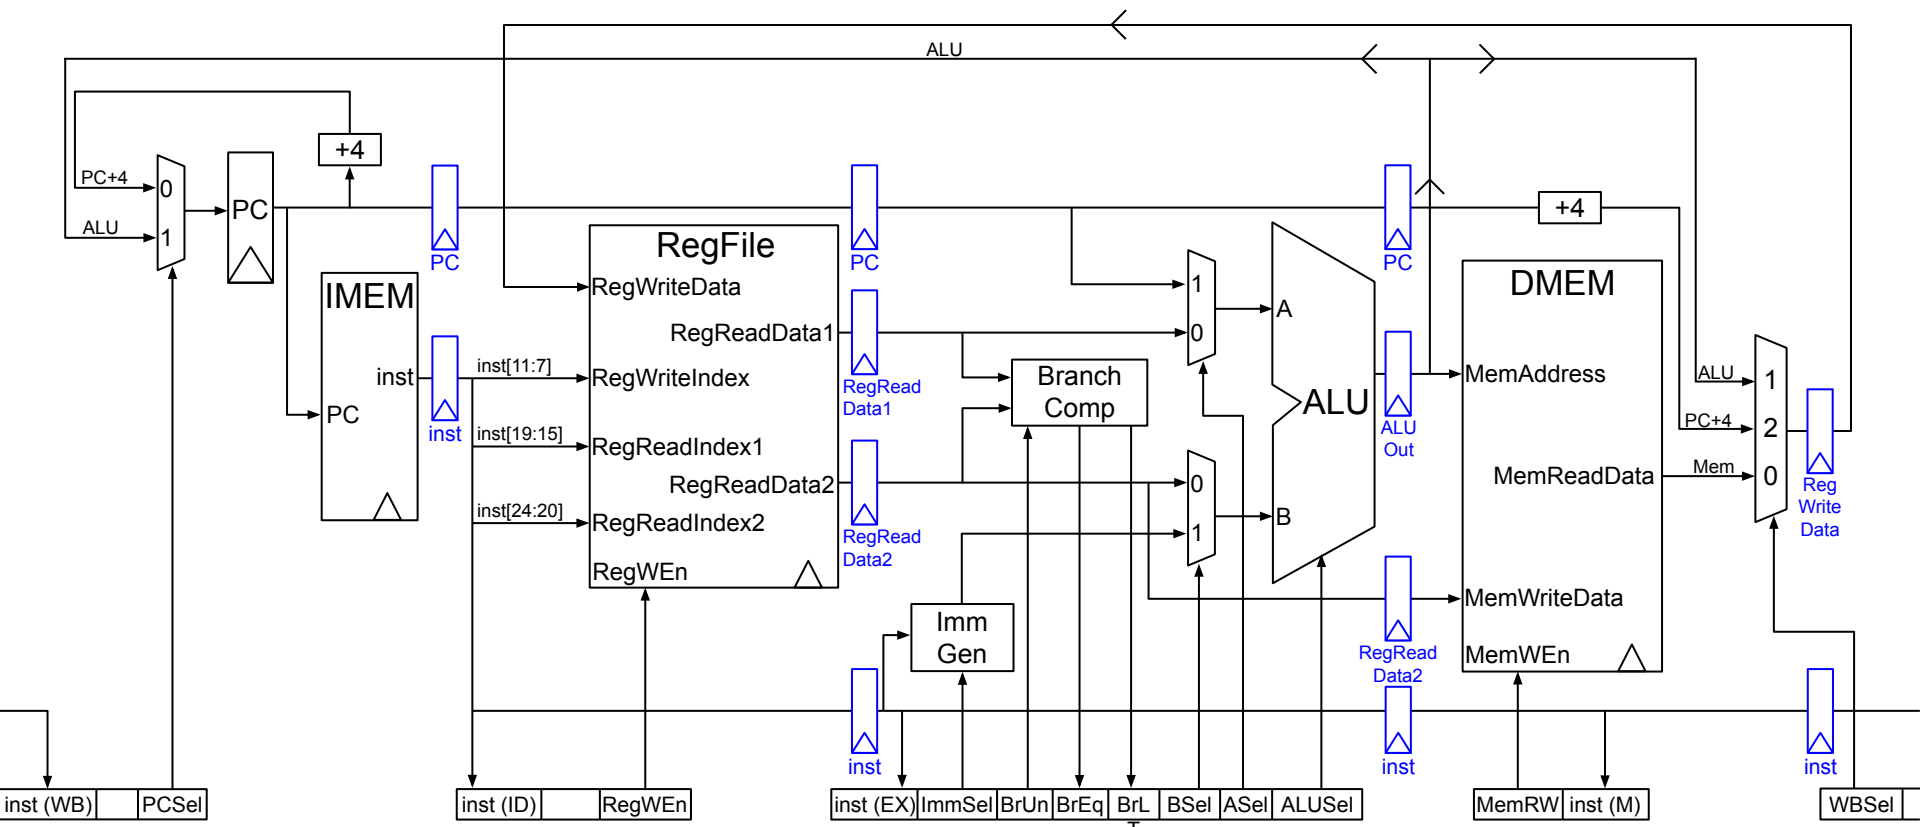 ALU
+4
PC+4
0
ALU
1
PC
PC
IMEM
inst
PC
inst
RegFile
RegWriteData
RegReadData1
inst[11:7]
RegWriteIndex
inst[19:15]
RegReadIndex1
RegReadData2
inst[24:20]
RegReadIndex2
RegWEn
PC
RegRead
Data1
RegRead
Data2
Branch
Comp
Imm
Gen
1
0
0
1
A
B
ALU
PC
ALU
Out
RegRead
Data2
+4
DMEM
MemAddress
MemReadData
MemWriteData
MemWEn
ALU
1
PC+4
2
Mem
0
Reg
Write
Data
inst
inst
inst
inst (WB)
PCSel
inst (ID)
RegWEn
inst (EX)
ImmSel
BrUn
BrEq
BrL
T
BSel
ASel
ALUSel
MemRW
inst (M)
WBSel